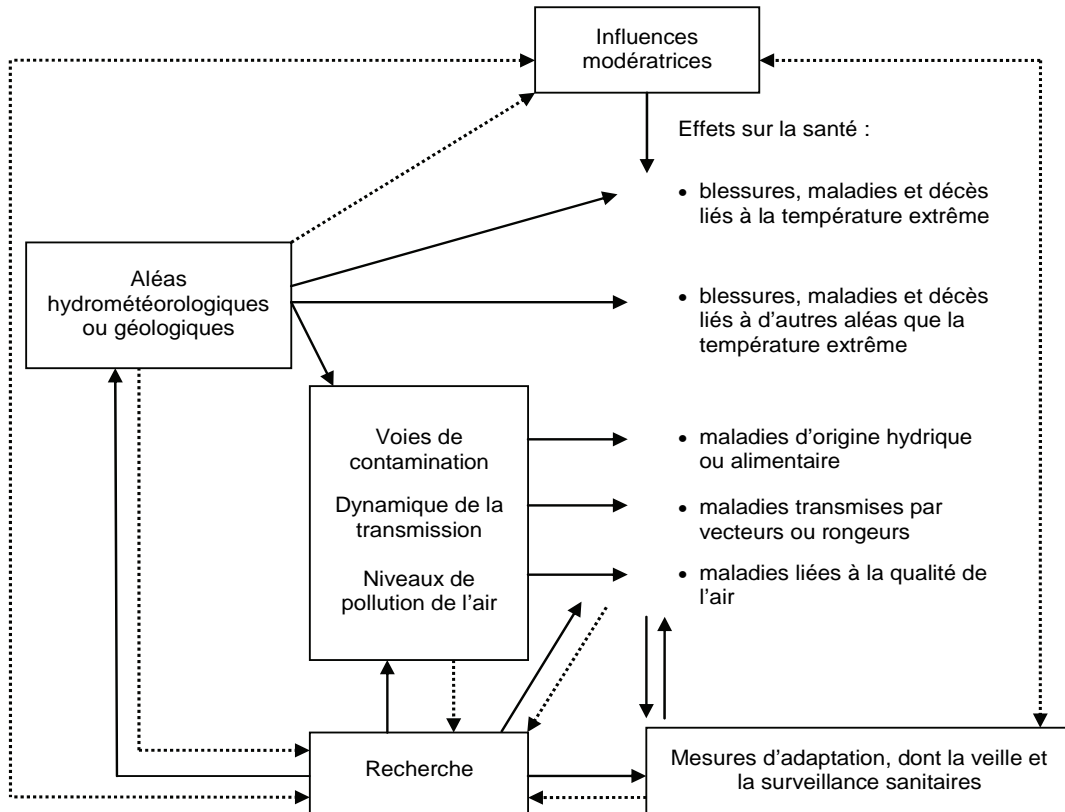 Influences
modératrices
Effets sur la santé :
• blessures, maladies et décès
liés à la température extrême
Aléas
hydrométéorologiques
ou géologiques
• blessures, maladies et décès
liés à d’autres aléas que la
température extrême
Voies de
contamination
• maladies d’origine hydrique
ou alimentaire
Dynamique de la
transmission
• maladies transmises par
vecteurs ou rongeurs
Niveaux de
pollution de l’air
• maladies liées à la qualité de
l’air
Recherche
Mesures d’adaptation, dont la veille et
la surveillance sanitaires